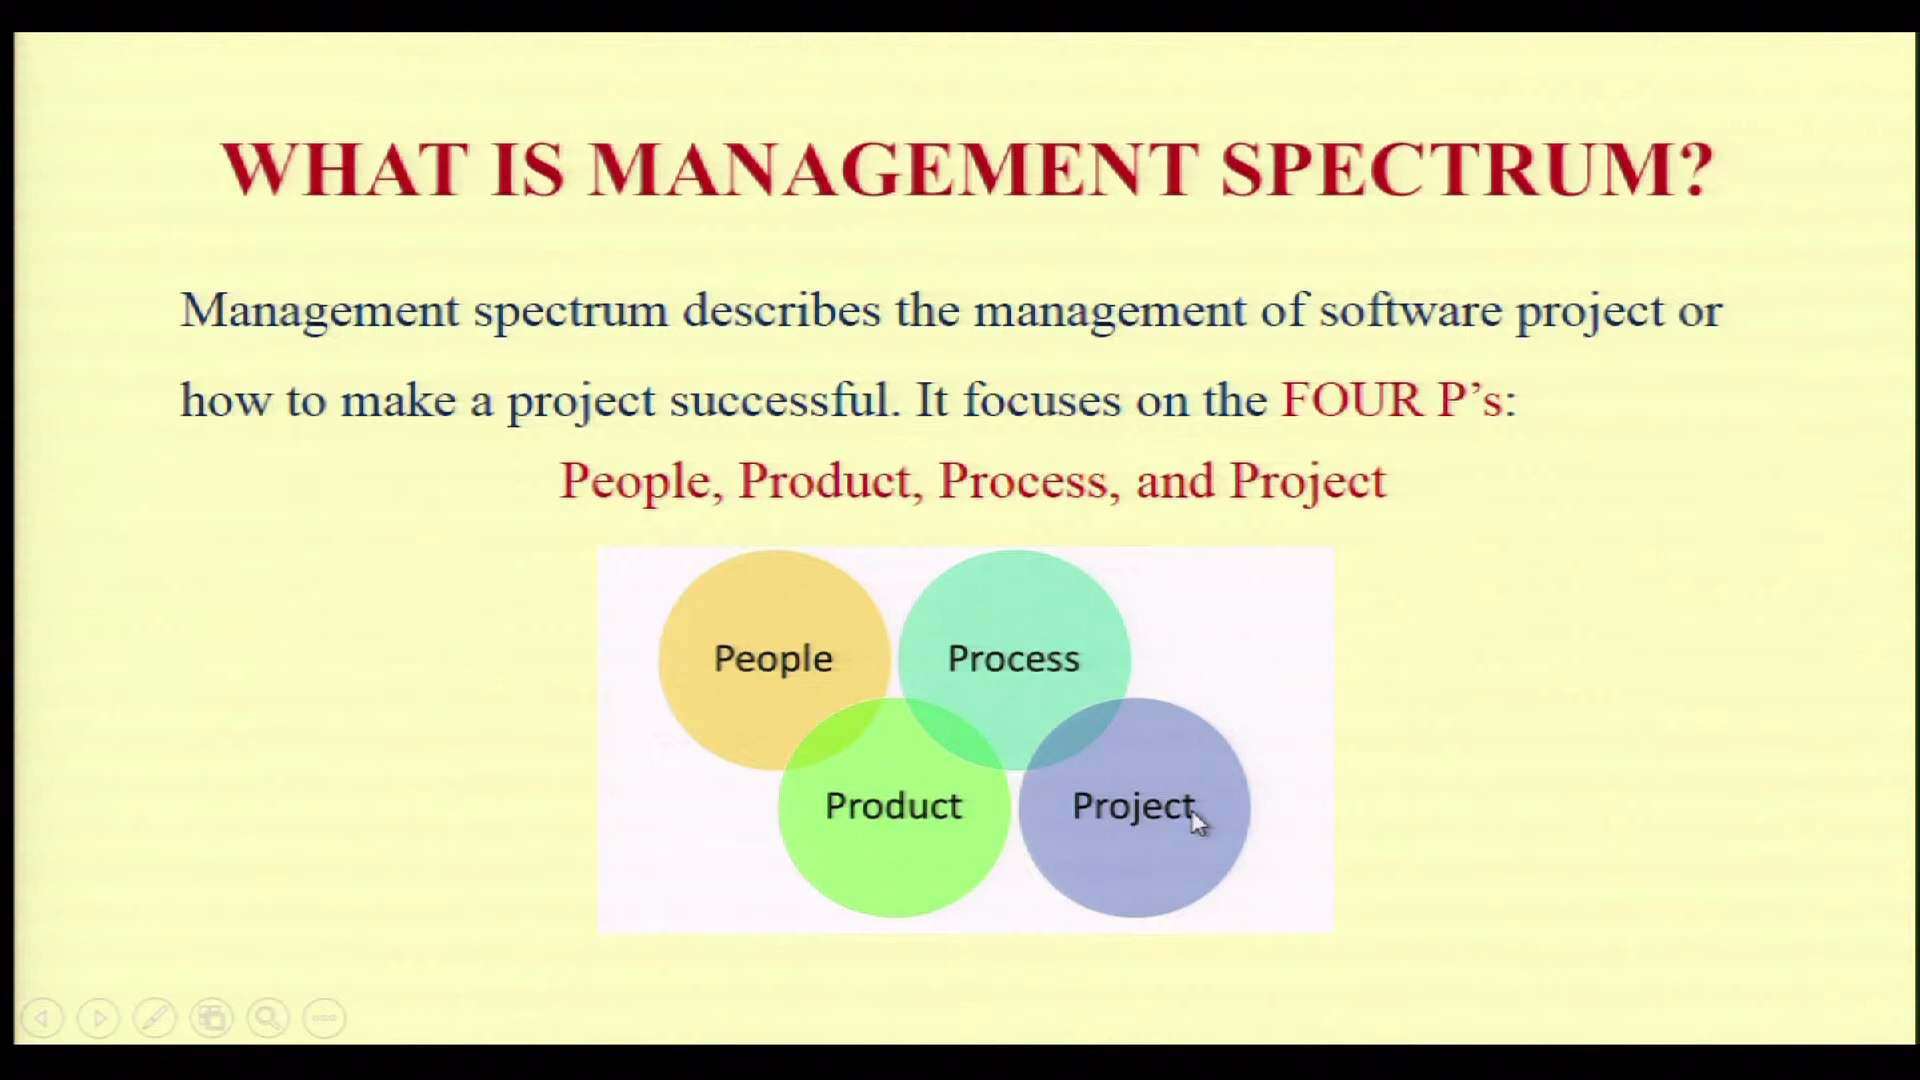 WHAT IS MANAGEMENT SPECTRUM?
Management spectrum describes the management of software project or
how to make a project successful. It focuses on the FOUR P’s:
People, Product, Process, and Project
People
Process
Product
Project